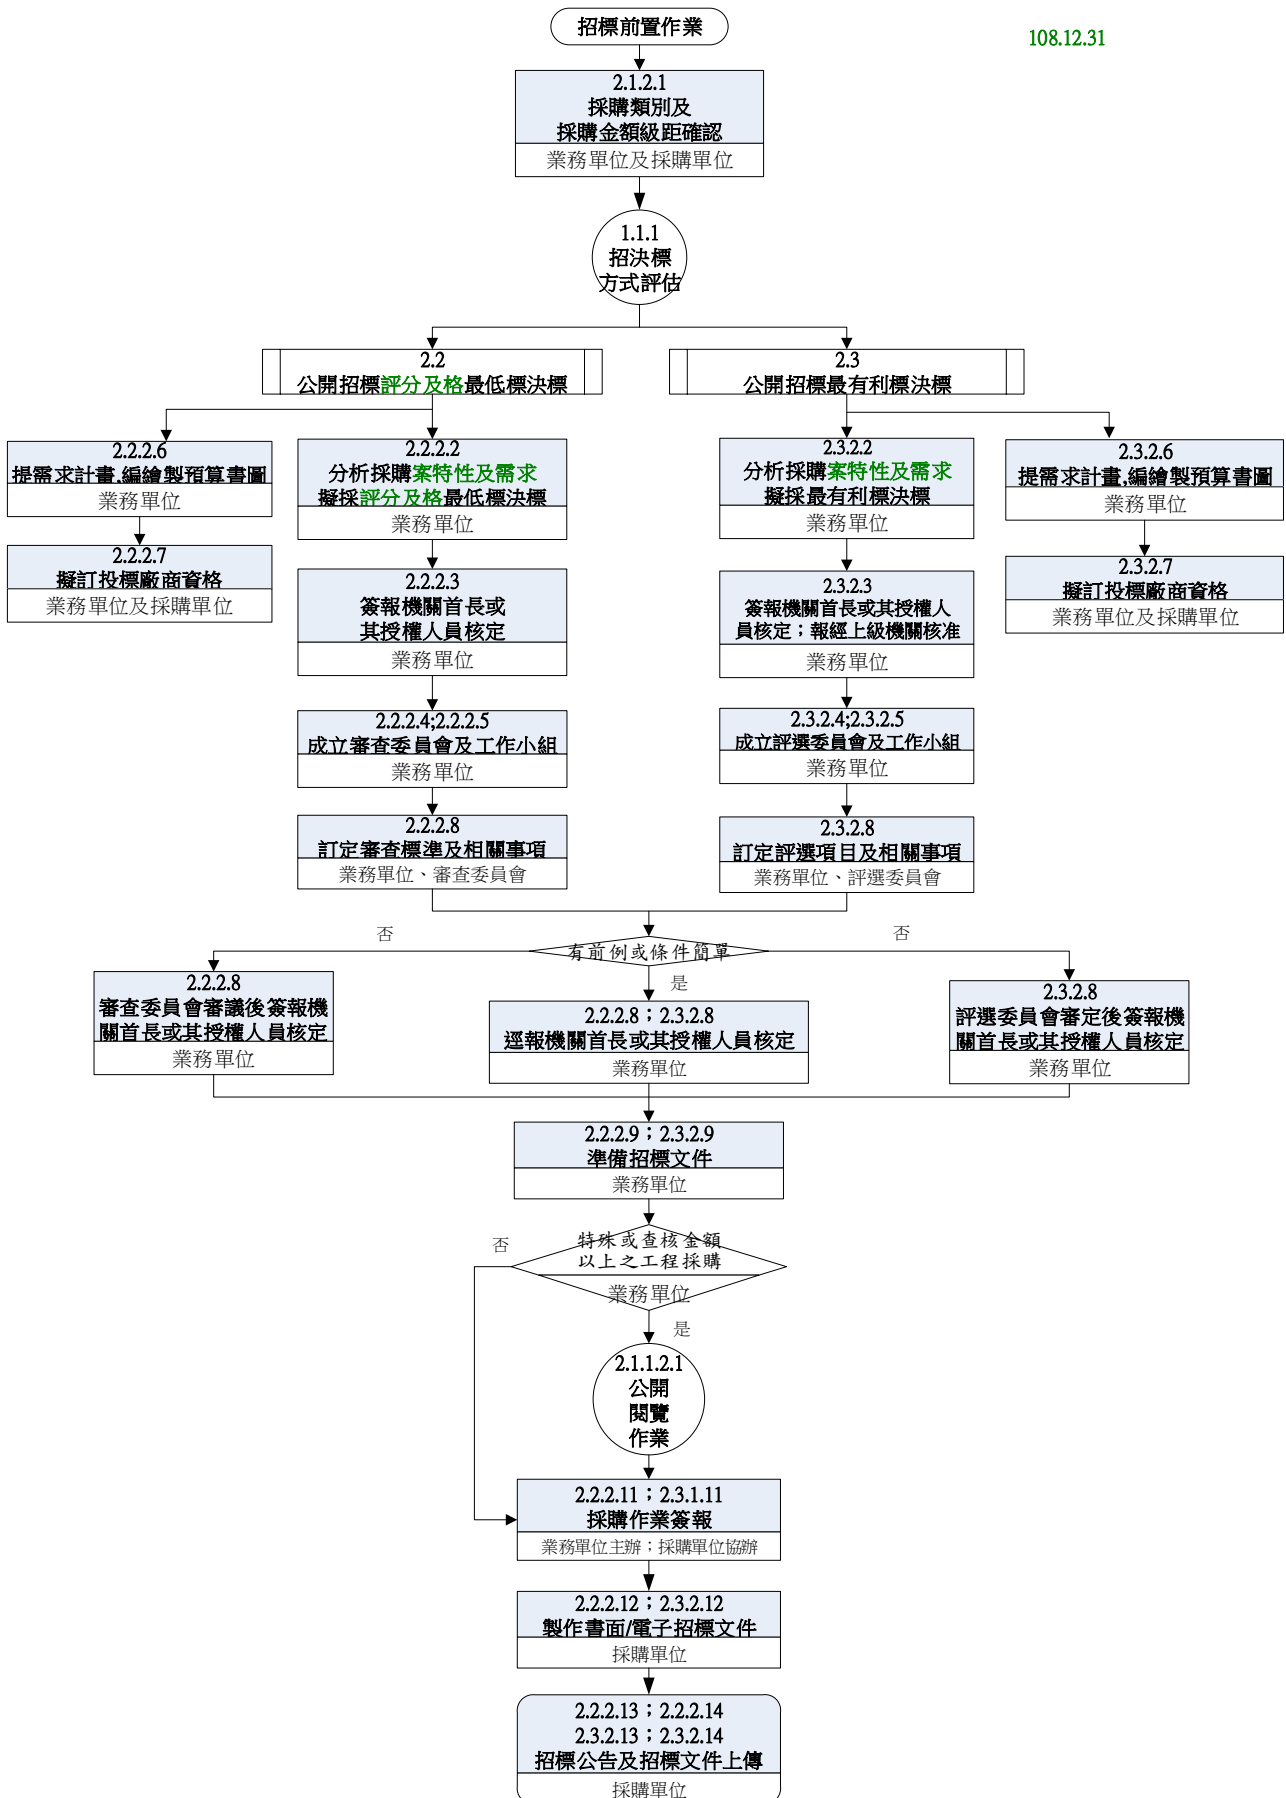 招標前置作業
108.12.31
2.1.2.1
採購類別及
採購金額級距確認
業務單位及採購單位
1.1.1
招決標
方式評估
2.2
公開招標評分及格最低標決標
2.3
公開招標最有利標決標
2.2.2.6
提需求計畫,編繪製預算書圖
業務單位
2.2.2.7
擬訂投標廠商資格
業務單位及採購單位
2.2.2.2
分析採購案特性及需求
擬採評分及格最低標決標
業務單位
2.2.2.3
簽報機關首長或
其授權人員核定
業務單位
2.2.2.4;2.2.2.5
成立審查委員會及工作小組
業務單位
2.2.2.8
訂定審查標準及相關事項
業務單位、審查委員會
2.3.2.2
分析採購案特性及需求
擬採最有利標決標
業務單位
2.3.2.3
簽報機關首長或其授權人
員核定；報經上級機關核准
業務單位
2.3.2.4;2.3.2.5
成立評選委員會及工作小組
業務單位
2.3.2.8
訂定評選項目及相關事項
業務單位、評選委員會
2.3.2.6
提需求計畫,編繪製預算書圖
業務單位
2.3.2.7
擬訂投標廠商資格
業務單位及採購單位
有前例或條件簡單
否
否
是
2.2.2.8
審查委員會審議後簽報機
關首長或其授權人員核定
業務單位
2.2.2.8；2.3.2.8
逕報機關首長或其授權人員核定
業務單位
2.3.2.8
評選委員會審定後簽報機
關首長或其授權人員核定
業務單位
2.2.2.9；2.3.2.9
準備招標文件
業務單位
否
特殊或查核金額
以上之工程採購
業務單位
是
2.1.1.2.1
公開
閱覽
作業
2.2.2.11；2.3.1.11
採購作業簽報
業務單位主辦；採購單位協辦
2.2.2.12；2.3.2.12
製作書面/電子招標文件
採購單位
2.2.2.13；2.2.2.14
2.3.2.13；2.3.2.14
招標公告及招標文件上傳
採購單位